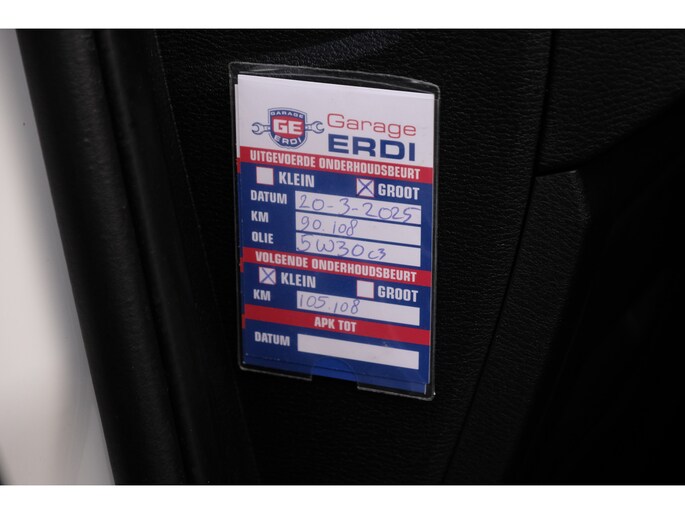 GARAGE
GE
ERDI
Garage
ERDI
UITGEVOERDE ONDERHOUDSBEURT
KLEIN GROOT
DATUM 20-3-2025
KM 90.108
OLIE 5W30 C3
VOLGENDE ONDERHOUDSBEURT
KLEIN GROOT
KM 105.108
APK TOT
DATUM